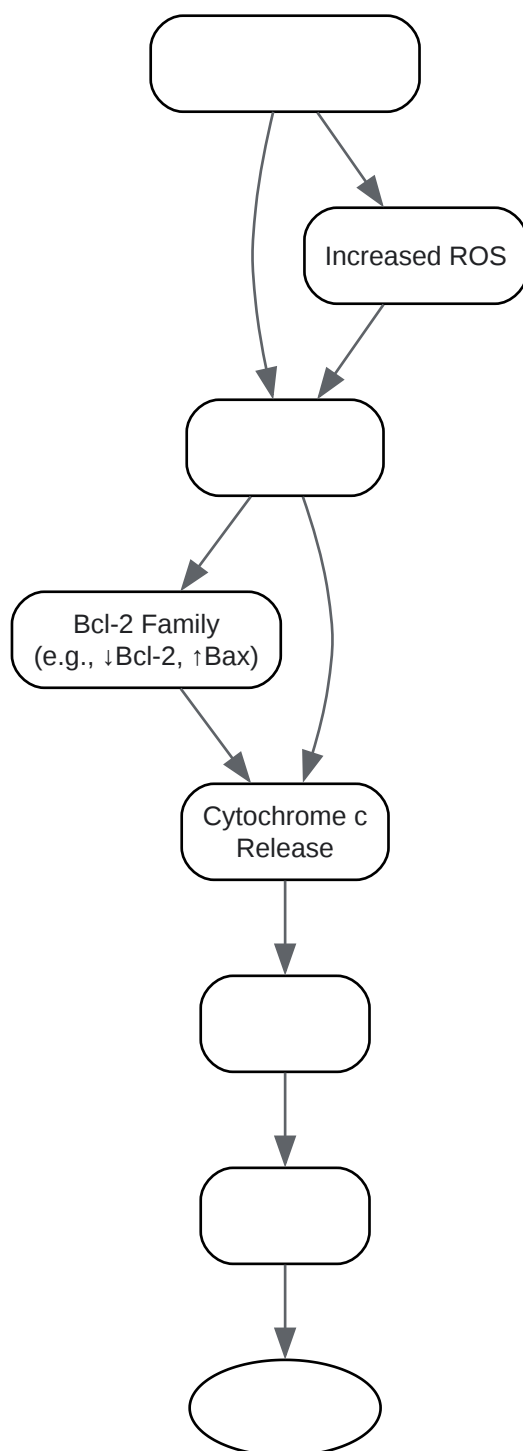 Increased ROS
Bcl-2 Family
(e.g., ↓Bcl-2, ↑Bax)
Cytochrome c
Release